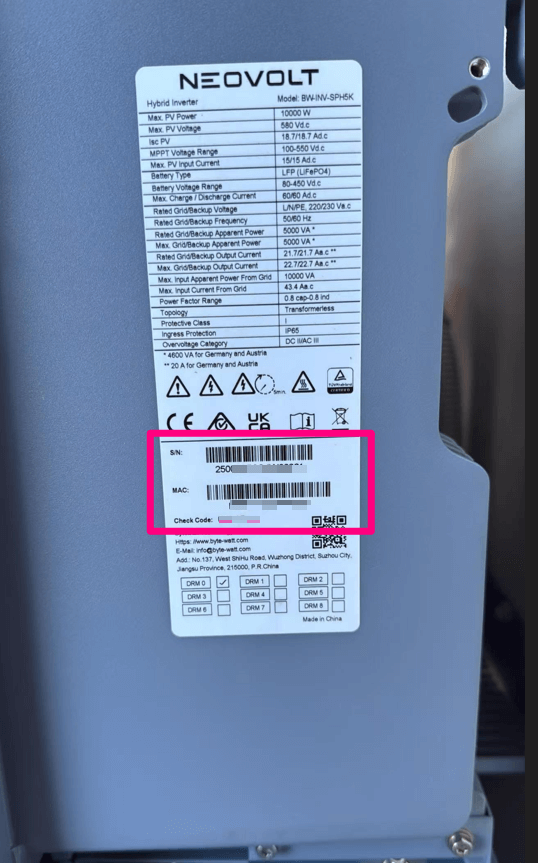 NEOVOLT
Hybrid Inverter Model: BW-INV-SPH5K
Max. PV Power 10000 W
Max. PV Voltage 580 Vd.c
Isc PV 18.7/18.7 Ad.c
MPPT Voltage Range 100-550 Vd.c
Max. PV Input Current 15/15 Ad.c
Battery Type LFP (LiFePO4)
Battery Voltage Range 80-450 Vd.c
Max. Charge / Discharge Current 60/60 Ad.c
Rated Grid/Backup Voltage L/N/PE, 220/230 Va.c
Rated Grid/Backup Frequency 50/60 Hz
Rated Grid/Backup Apparent Power 5000 VA *
Max. Grid/Backup Apparent Power 5000 VA *
Rated Grid/Backup Output Current 21.7/21.7 Aa.c **
Max. Grid/Backup Output Current 22.7/22.7 Aa.c **
Max. Input Apparent Power From Grid 10000 VA
Max. Input Current From Grid 43.4 Aa.c
Power Factor Range 0.8 cap-0.8 ind
Topology Transformerless
Protective Class I
Ingress Protection IP65
Overvoltage Category DC II/AC III
* 4600 VA for Germany and Austria
** 20 A for Germany and Austria
5min
CE UK CA
S/N:
MAC:
Check Code:
Https: //www.byte-watt.com
E-Mail: info@byte-watt.com
Add.: No.137, West ShiHu Road, Wuzhong District, Suzhou City,
Jiangsu Province, 215000, P.R.China
DRM 0 DRM 1 DRM 2
DRM 3 DRM 4 DRM 5
DRM 6 DRM 7 DRM 8
Made in China